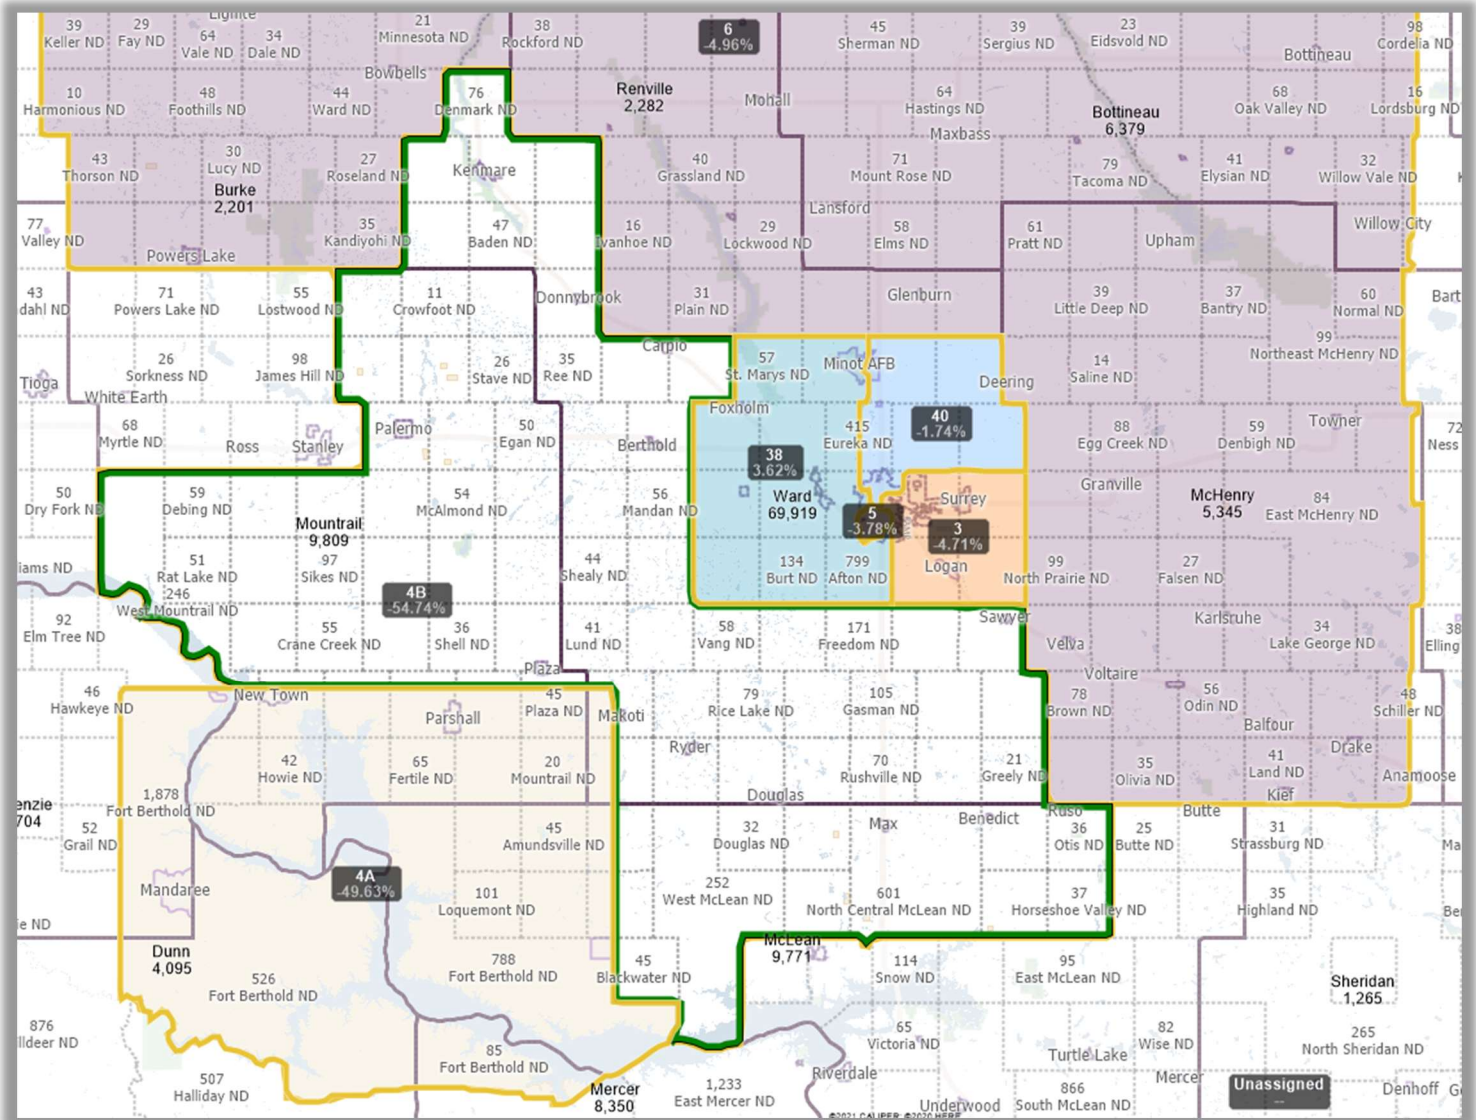 Lignite
39
Keller ND
29
Fay ND
64
Vale ND
34
Dale ND
21
Minnesota ND
38
Rockford ND
6
-4.96%
45
Sherman ND
39
Sergius ND
23
Eidsvold ND
98
Cordelia ND
Bottineau
Bowbells
10
Harmonious ND
48
Foothills ND
44
Ward ND
76
Denmark ND
Renville
2,282
Mohall
64
Hastings ND
Bottineau
6,379
68
Oak Valley ND
16
Lordsburg ND
Maxbass
43
Thorson ND
30
Lucy ND
27
Roseland ND
Kenmare
40
Grassland ND
71
Mount Rose ND
79
Tacoma ND
41
Elysian ND
32
Willow Vale ND
Burke
2,201
Lansford
77
Valley ND
35
Kandiyohi ND
47
Baden ND
16
Ivanhoe ND
29
Lockwood ND
58
Elms ND
61
Pratt ND
Upham
Willow City
Powers Lake
43
dahl ND
71
Powers Lake ND
55
Lostwood ND
11
Crowfoot ND
Donnybrook
31
Plain ND
Glenburn
39
Little Deep ND
37
Bantry ND
60
Normal ND
Bart
99
Northeast McHenry ND
Carpio
26
Sorkness ND
98
James Hill ND
26
Stave ND
35
Ree ND
57
St. Marys ND
Minot AFB
Deering
14
Saline ND
Tioga
White Earth
Foxholm
68
Myrtle ND
Ross
Stanley
Palermo
50
Egan ND
Berthold
415
Eureka ND
40
-1.74%
88
Egg Creek ND
59
Denbigh ND
Towner
72
Ness
38
3.62%
50
Dry Fork ND
59
Debing ND
54
McAlmond ND
56
Mandan ND
Ward
69,919
5
-3.78%
Surrey
Granville
McHenry
5,345
84
East McHenry ND
Mountrail
9,809
3
-4.71%
iams ND
51
Rat Lake ND
97
Sikes ND
44
Shealy ND
134
Burt ND
799
Afton ND
Logan
99
North Prairie ND
27
Falsen ND
4B
-54.74%
246
West Mountrail ND
92
Elm Tree ND
55
Crane Creek ND
36
Shell ND
41
Lund ND
58
Vang ND
171
Freedom ND
Sawyer
Velva
Karlsruhe
34
Lake George ND
38
Elling
Plaza
Voltaire
46
Hawkeye ND
New Town
Parshall
45
Plaza ND
Makoti
79
Rice Lake ND
105
Gasman ND
78
Brown ND
56
Odin ND
Balfour
48
Schiller ND
Ryder
Drake
42
Howie ND
65
Fertile ND
20
Mountrail ND
70
Rushville ND
21
Greely ND
35
Olivia ND
41
Land ND
Anamoose
1,878
Fort Berthold ND
Douglas
Kief
enzie
704
Ruso
Butte
52
Grail ND
45
Amundsville ND
32
Douglas ND
Max
Benedict
36
Otis ND
25
Butte ND
31
Strassburg ND
Ma
4A
-49.63%
Mandaree
101
Loquemont ND
252
West McLean ND
601
North Central McLean ND
37
Horseshoe Valley ND
35
Highland ND
Be
ie ND
McLean
9,771
Dunn
4,095
526
Fort Berthold ND
788
Fort Berthold ND
45
Blackwater ND
114
Snow ND
95
East McLean ND
Sheridan
1,265
876
lldeer ND
65
Victoria ND
82
Wise ND
265
North Sheridan ND
85
Fort Berthold ND
Turtle Lake
507
Halliday ND
Mercer
8,350
1,233
East Mercer ND
Riverdale
Mercer
866
South McLean ND
Underwood
Unassigned
--
Denhoff
©2021 CALIPER; ©2020 HERE